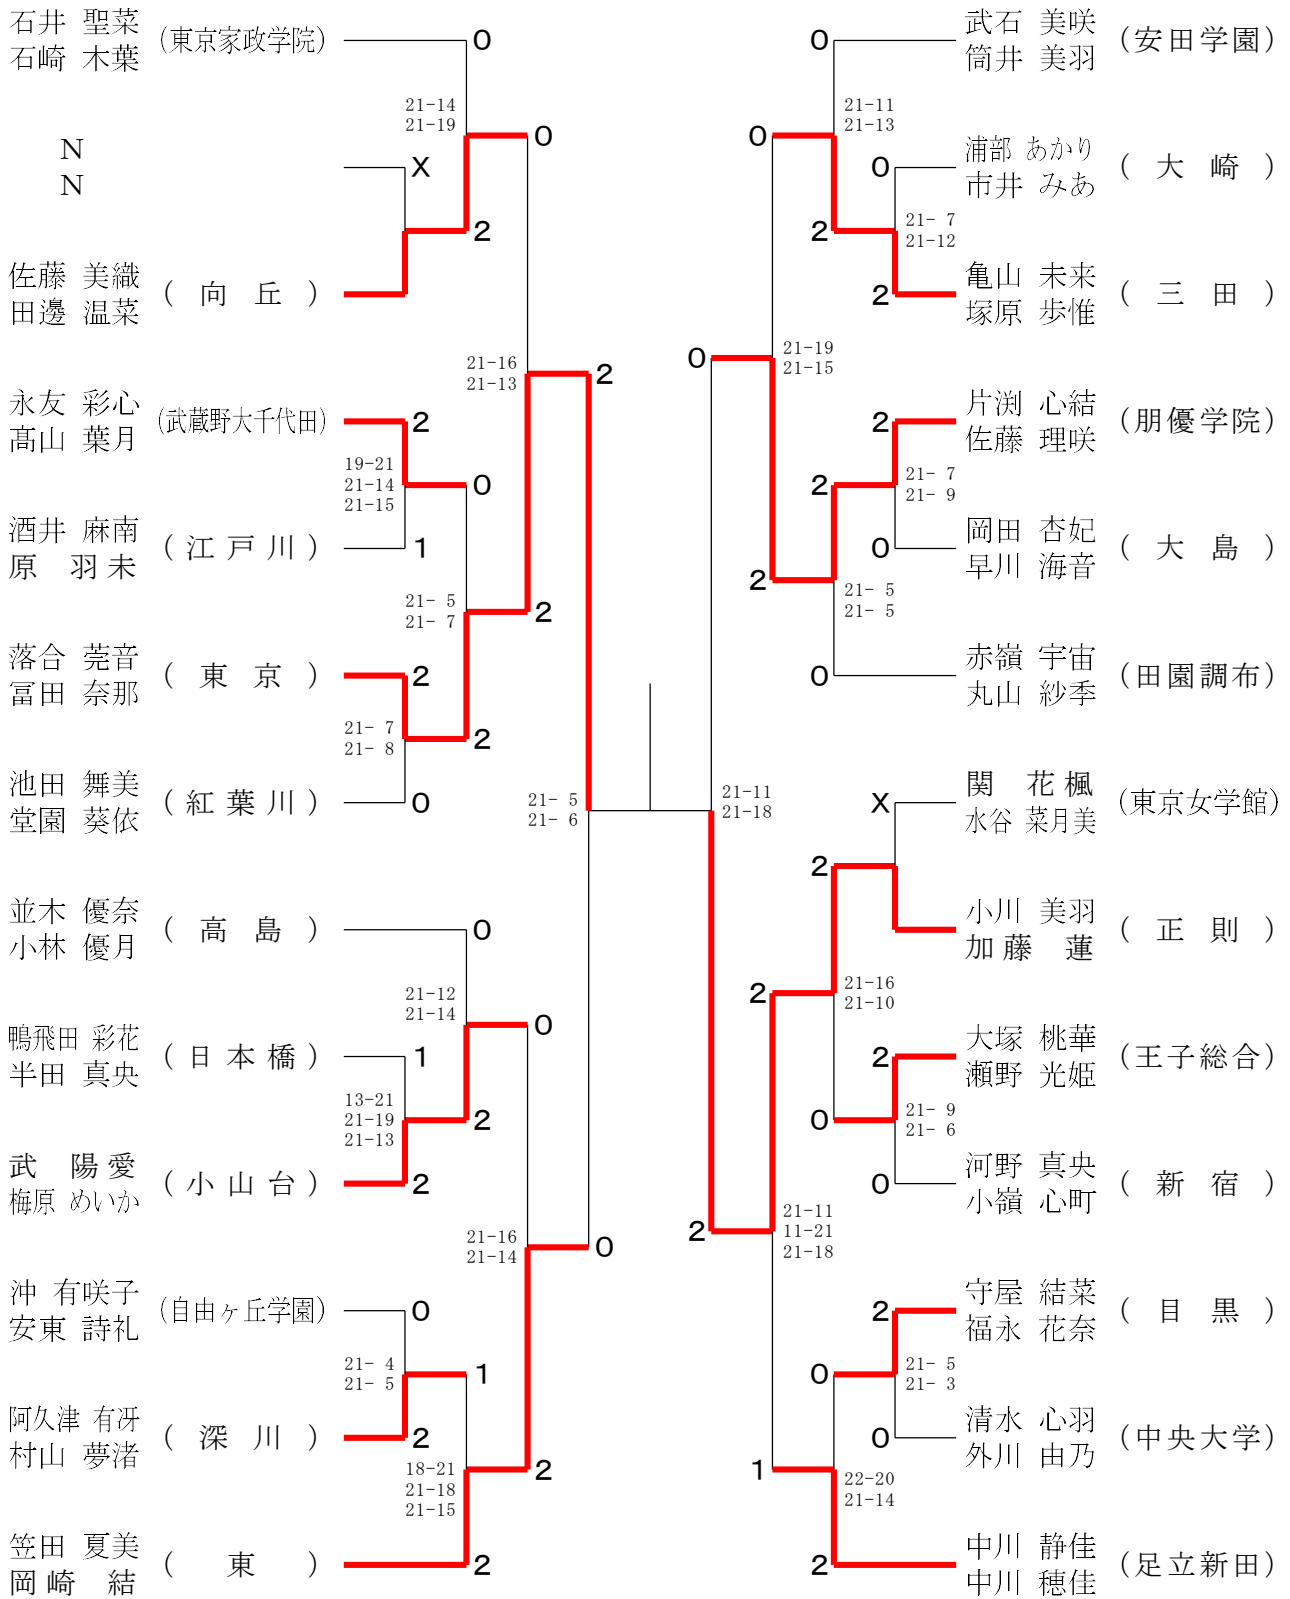 石井 聖菜
石崎 木葉
(東京家政学院)
0
21-14
21-19
0
N
N
X
2
佐藤 美織
田邊 温菜
( 向 丘 )
21-16
21-13
2
永友 彩心
髙山 葉月
(武蔵野大千代田)
2
19-21
21-14
21-15
0
酒井 麻南
原 羽未
( 江戸川 )
1
21- 5
21- 7
2
落合 莞音
冨田 奈那
( 東 京 )
2
21- 7
21- 8
2
池田 舞美
堂園 葵依
( 紅葉川 )
0
21- 5
21- 6
並木 優奈
小林 優月
( 高 島 )
0
21-12
21-14
0
鴨飛田 彩花
半田 真央
( 日本橋 )
1
13-21
21-19
21-13
2
武 陽愛
梅原 めいか
( 小山台 )
2
21-16
21-14
0
沖 有咲子
安東 詩礼
(自由ヶ丘学園)
0
21- 4
21- 5
1
阿久津 有冴
村山 夢渚
( 深 川 )
2
18-21
21-18
21-15
2
笠田 夏美
岡崎 結
( 東 )
2
0
武石 美咲
筒井 美羽
(安田学園)
21-11
21-13
0
0
浦部 あかり
市井 みあ
( 大 崎 )
21- 7
21-12
2
2
亀山 未来
塚原 歩惟
( 三 田 )
21-19
21-15
0
2
片渕 心結
佐藤 理咲
(朋優学院)
21- 7
21- 9
2
0
岡田 杏妃
早川 海音
( 大 島 )
2
21- 5
21- 5
0
赤嶺 宇宙
丸山 紗季
(田園調布)
21-11
21-18
X
関 花楓
水谷 菜月美
(東京女学館)
2
小川 美羽
加藤 蓮
( 正 則 )
2
21-16
21-10
2
大塚 桃華
瀬野 光姫
(王子総合)
0
21- 9
21- 6
0
河野 真央
小嶺 心町
( 新 宿 )
2
21-11
11-21
21-18
2
守屋 結菜
福永 花奈
( 目 黒 )
0
21- 5
21- 3
0
清水 心羽
外川 由乃
(中央大学)
1
22-20
21-14
2
中川 静佳
中川 穂佳
(足立新田)